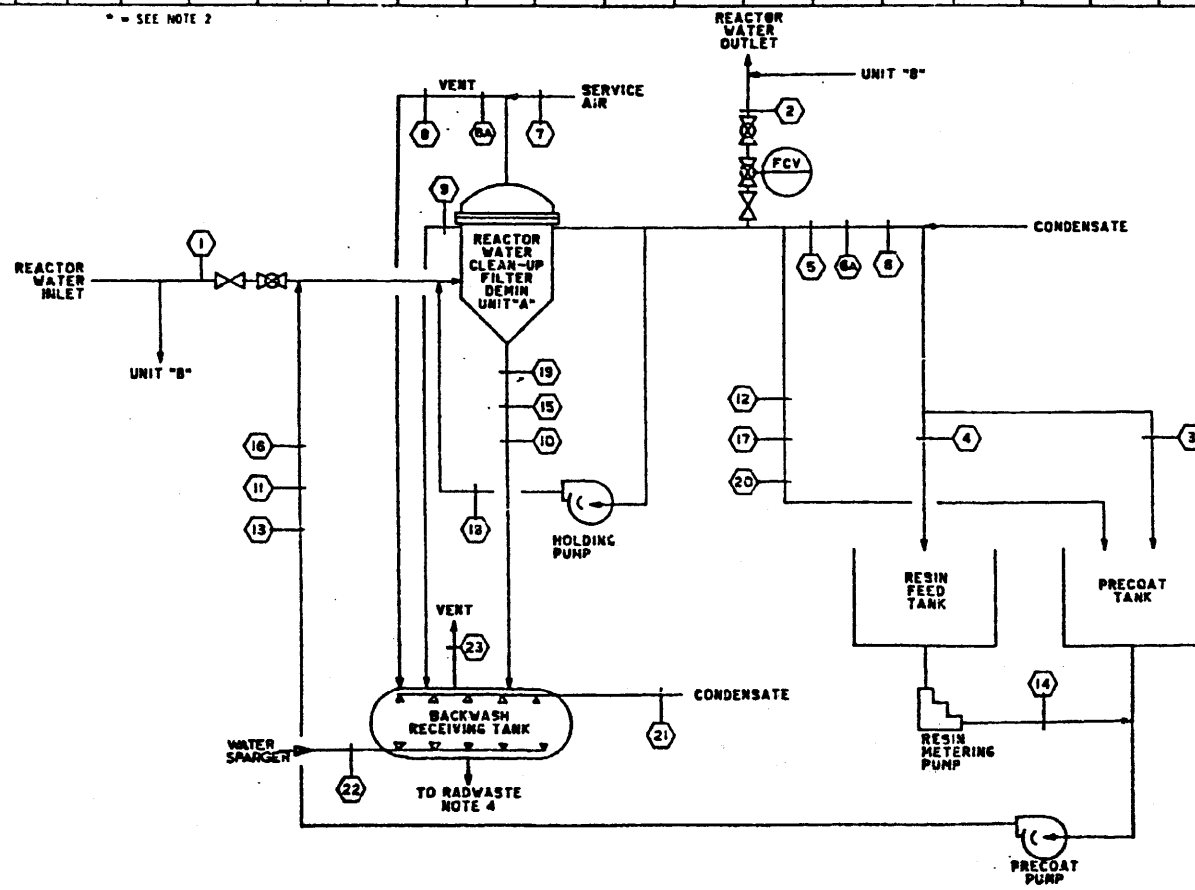 * = SEE NOTE 2
REACTOR
WATER
OUTLET
UNIT "B"
VENT
SERVICE
AIR
8
6A
7
2
FCV
9
REACTOR
WATER
CLEAN-UP
FILTER
DEMIN
UNIT "A"
CONDENSATE
1
5
6A
6
REACTOR
WATER
INLET
UNIT "B"
19
15
10
12
17
20
4
3
16
11
13
18
HOLDING
PUMP
RESIN
FEED
TANK
PRECOAT
TANK
VENT
23
CONDENSATE
BACKWASH
RECEIVING TANK
21
14
WATER
SPARGER
22
TO RADWASTE
NOTE 4
RESIN
METERING
PUMP
PRECOAT
PUMP